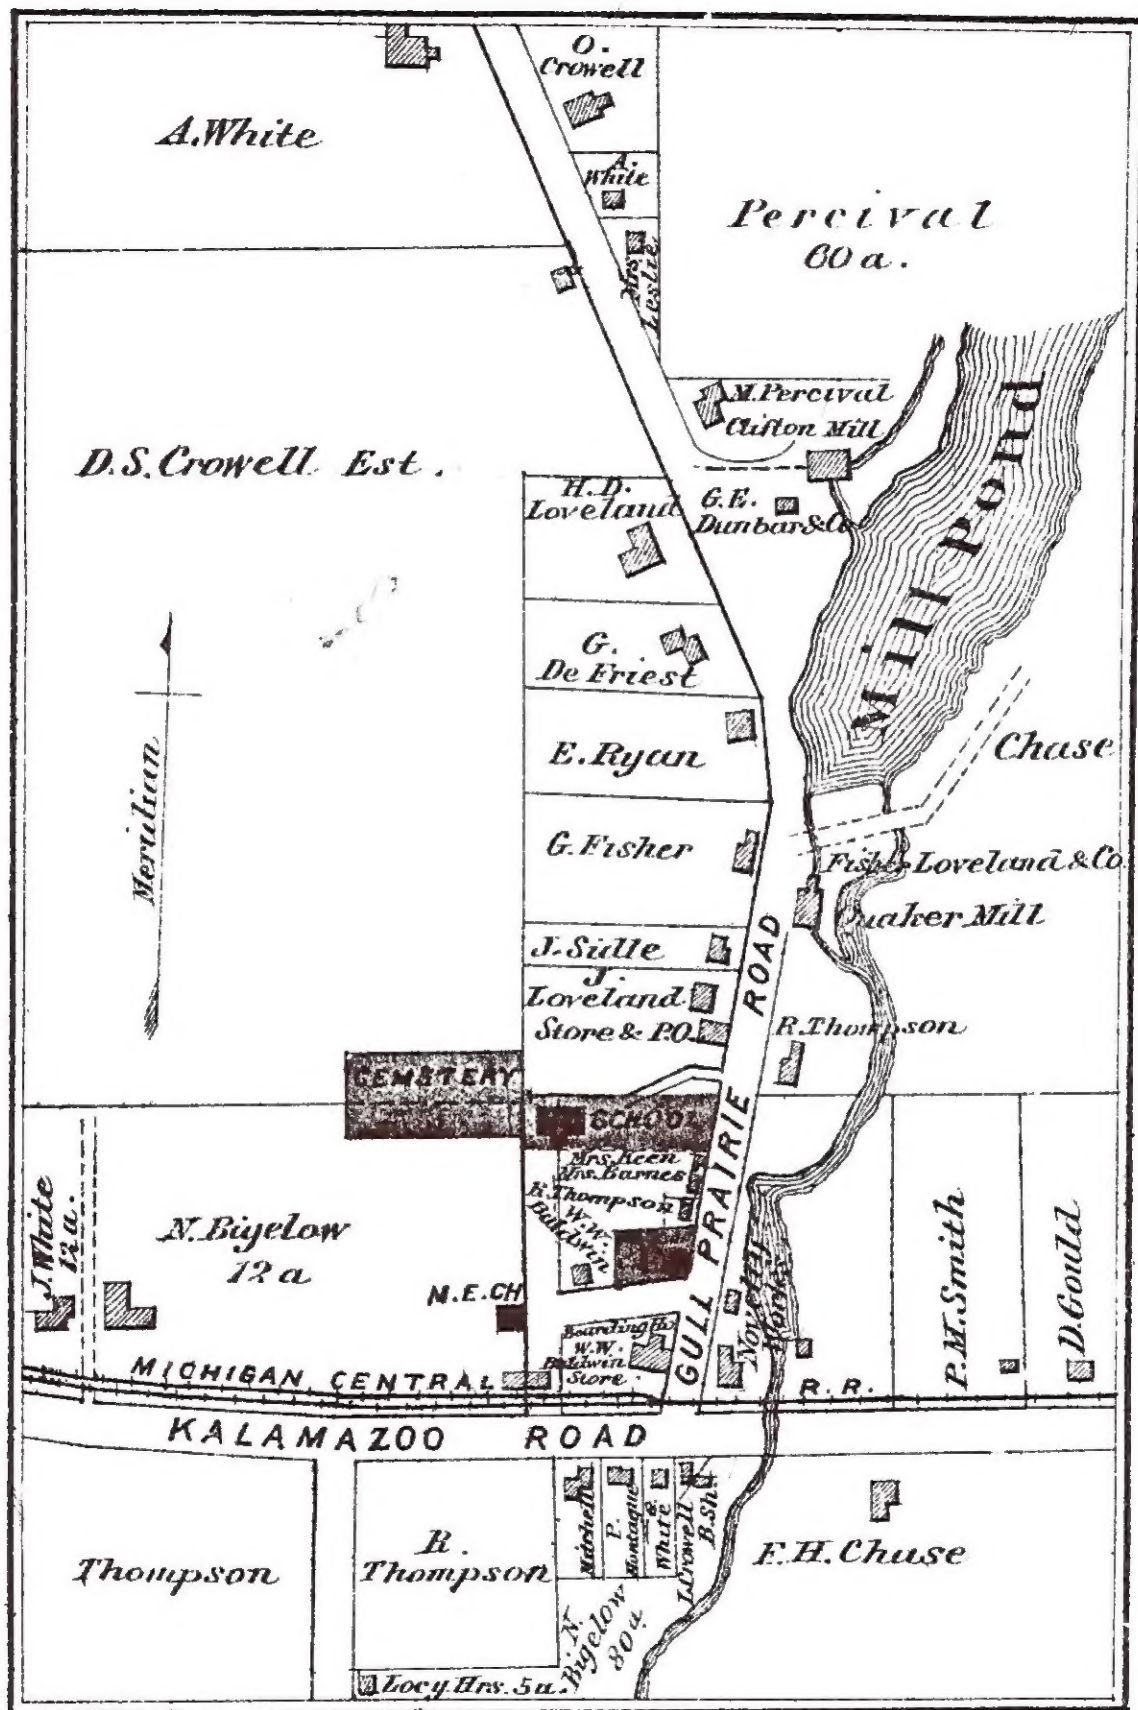 O.
Crowell
A. White
A.
White
Percival
60 a.
Mrs
Leslie
M. Percival
Clifton Mill
D.S. Crowell Est.
H.D.
Loveland
G.E.
Dunbar & Co
Mill Pond
G.
De Friest
Chase
E. Ryan
Meridian
G. Fisher
Fisher Loveland & Co.
Quaker Mill
J. Sidle
J.
Loveland
Store & P.O.
R. Thompson
GULL PRAIRIE ROAD
CEMETERY
SCHOOL
Mrs. Keen
Mrs. Barnes
R. Thompson
W.W.
Baldwin
J. White
12 a.
N. Bigelow
12 a
M.E. CH
Novelty
Works
P.M. Smith
D. Gould
Boarding Ho
W.W.
Baldwin
Store
MICHIGAN CENTRAL R.R.
KALAMAZOO ROAD
Mitchell
P.
Montague
White
I. Crowell
B. Sh.
Thompson
R.
Thompson
F.H. Chase
N.
Bigelow
80 a
Locy Hrs. 5 a.